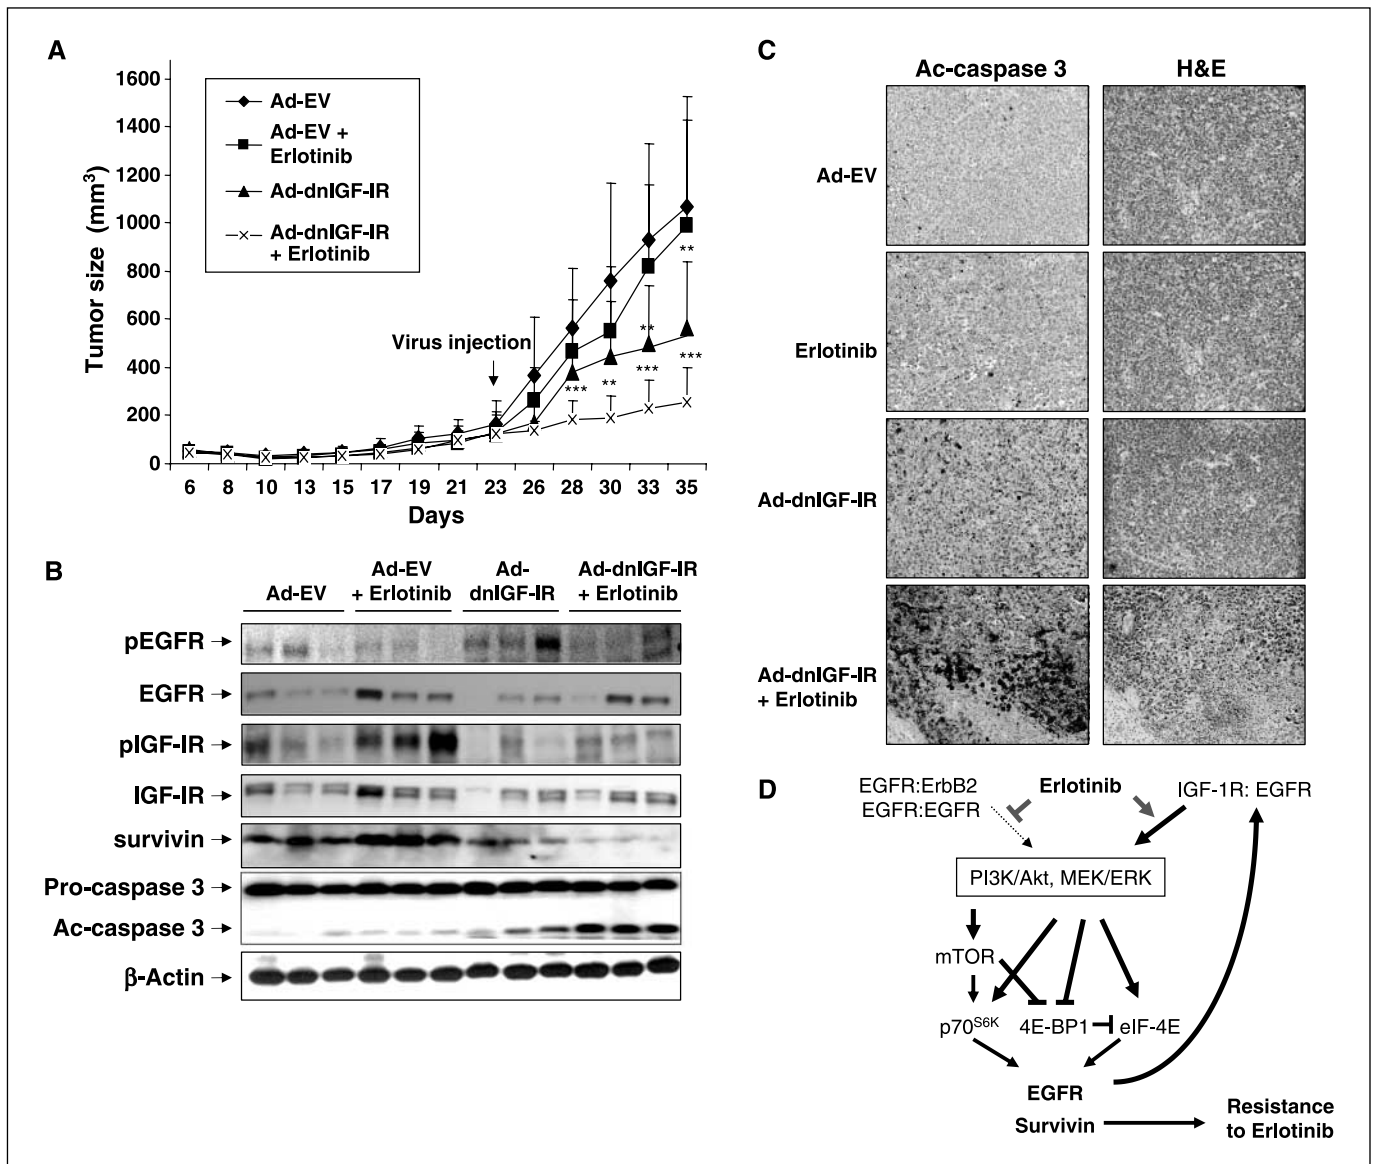 A
Tumor size (mm³)
1600
1400
1200
1000
800
600
400
200
0
Ad-EV
Ad-EV +
Erlotinib
Ad-dnIGF-IR
Ad-dnIGF-IR
+ Erlotinib
Virus injection
***
**
**
***
**
***
6 8 10 13 15 17 19 21 23 26 28 30 33 35
Days
B
Ad-EV
Ad-EV
+ Erlotinib
Ad-
dnIGF-IR
Ad-dnIGF-IR
+ Erlotinib
pEGFR
EGFR
pIGF-IR
IGF-IR
survivin
Pro-caspase 3
Ac-caspase 3
β-Actin
C
Ac-caspase 3 H&E
Ad-EV
Erlotinib
Ad-dnIGF-IR
Ad-dnIGF-IR
+ Erlotinib
D
EGFR:ErbB2
EGFR:EGFR
Erlotinib
IGF-1R: EGFR
PI3K/Akt, MEK/ERK
mTOR
p70S6K 4E-BP1 eIF-4E
EGFR
Survivin
Resistance
to Erlotinib